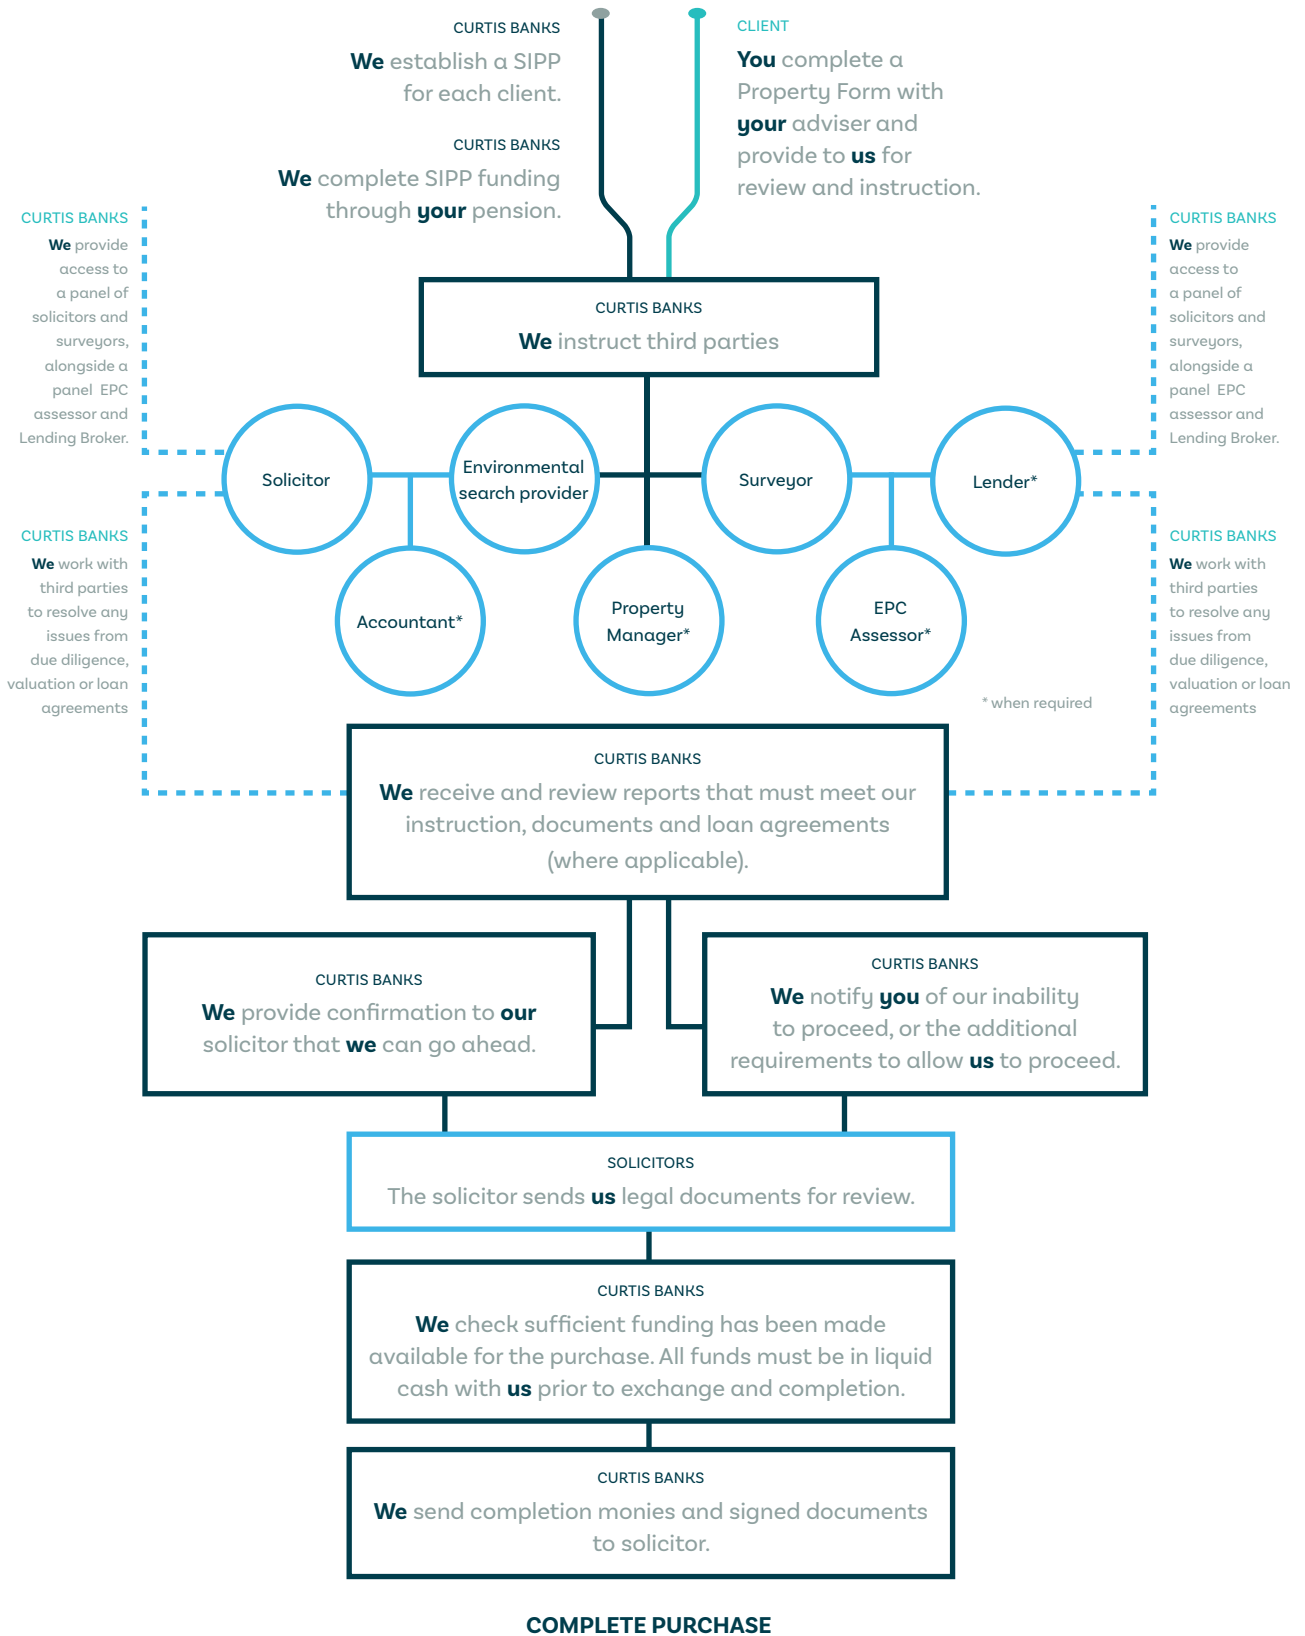 CURTIS BANKS
We establish a SIPP
for each client.
CURTIS BANKS
We complete SIPP funding
through your pension.
CLIENT
You complete a
Property Form with
your adviser and
provide to us for
review and instruction.
CURTIS BANKS
We provide
access to
a panel of
solicitors and
surveyors,
alongside a
panel EPC
assessor and
Lending Broker.
CURTIS BANKS
We provide
access to
a panel of
solicitors and
surveyors,
alongside a
panel EPC
assessor and
Lending Broker.
CURTIS BANKS
We instruct third parties
Solicitor
Environmental
search provider
Surveyor
Lender*
Accountant*
Property
Manager*
EPC
Assessor*
* when required
CURTIS BANKS
We work with
third parties
to resolve any
issues from
due diligence,
valuation or loan
agreements
CURTIS BANKS
We work with
third parties
to resolve any
issues from
due diligence,
valuation or loan
agreements
CURTIS BANKS
We receive and review reports that must meet our
instruction, documents and loan agreements
(where applicable).
CURTIS BANKS
We provide confirmation to our
solicitor that we can go ahead.
CURTIS BANKS
We notify you of our inability
to proceed, or the additional
requirements to allow us to proceed.
SOLICITORS
The solicitor sends us legal documents for review.
CURTIS BANKS
We check sufficient funding has been made
available for the purchase. All funds must be in liquid
cash with us prior to exchange and completion.
CURTIS BANKS
We send completion monies and signed documents
to solicitor.
COMPLETE PURCHASE